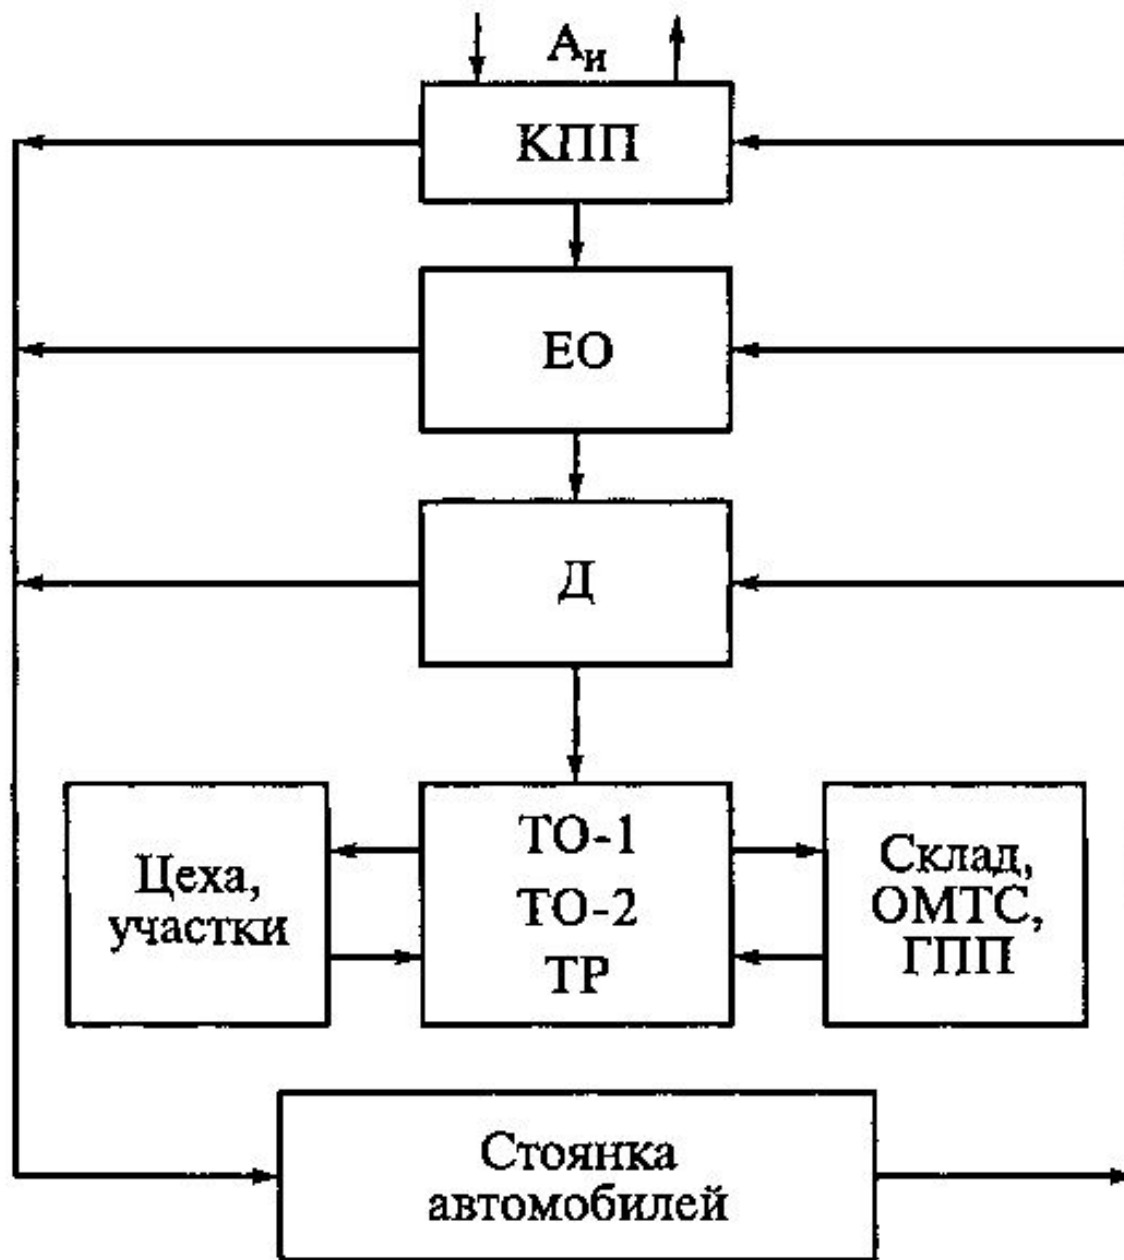 Аи
КПП
ЕО
Д
Цеха,
участки
ТО-1
ТО-2
ТР
Склад,
ОМТС,
ГПП
Стоянка
автомобилей